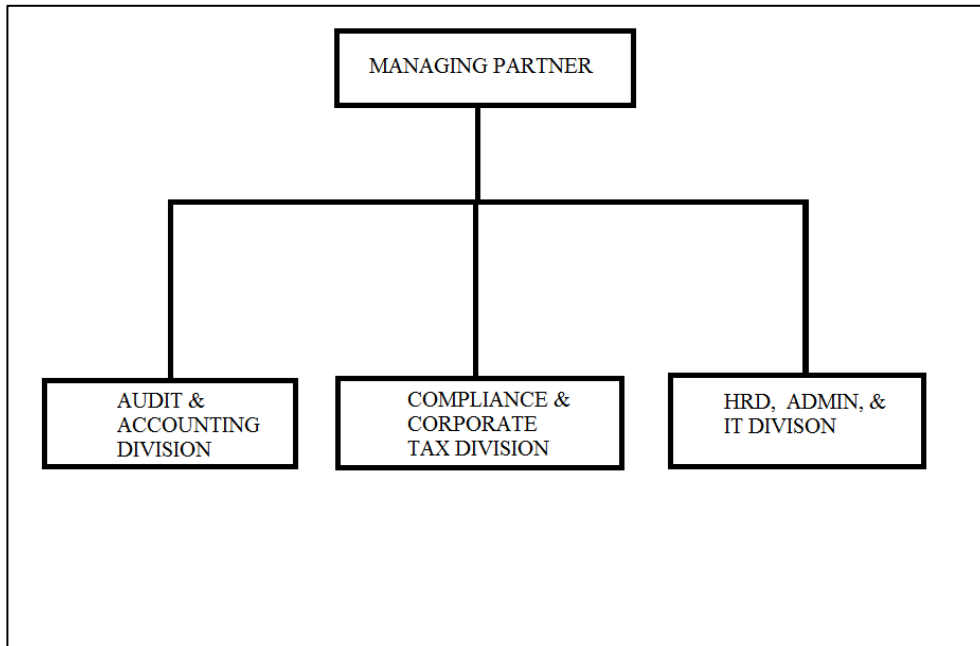 MANAGING PARTNER
AUDIT &
ACCOUNTING
DIVISION
COMPLIANCE &
CORPORATE
TAX DIVISION
HRD,  ADMIN, &
IT DIVISON